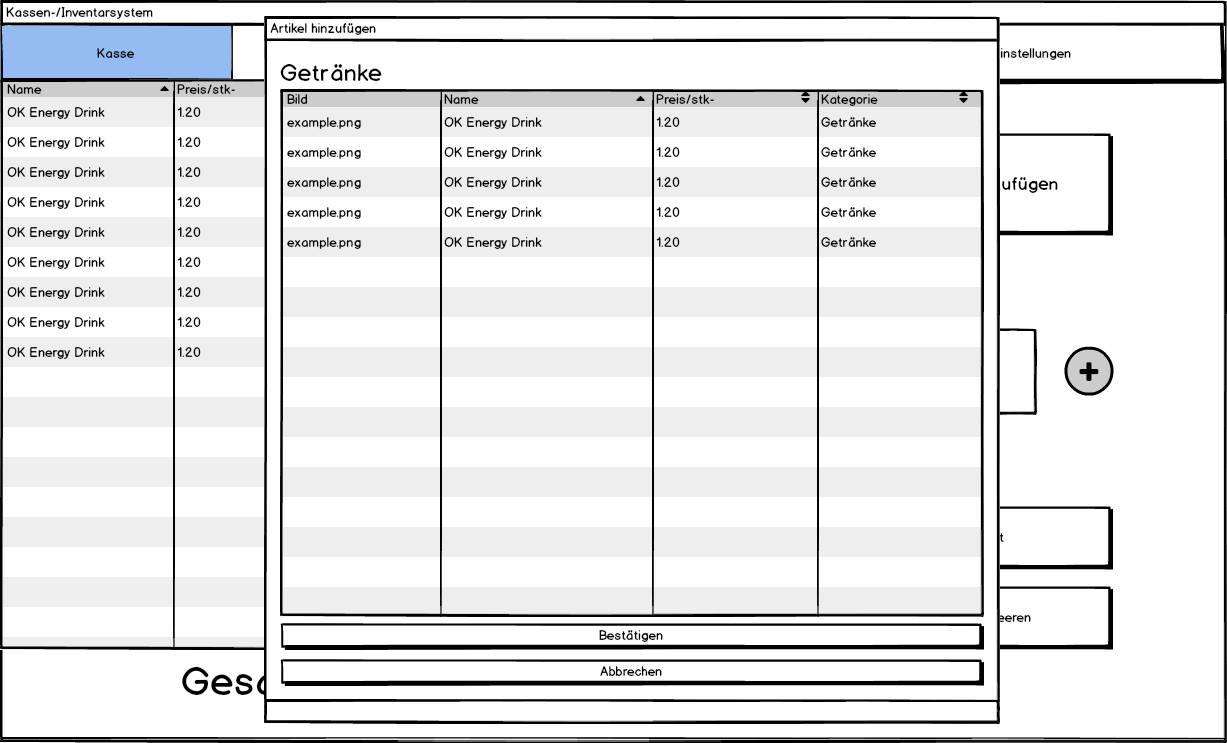 Kassen-/Inventarsystem
Kasse
instellungen
Name Preis/stk-
OK Energy Drink 1.20
OK Energy Drink 1.20
OK Energy Drink 1.20
OK Energy Drink 1.20
OK Energy Drink 1.20
OK Energy Drink 1.20
OK Energy Drink 1.20
OK Energy Drink 1.20
OK Energy Drink 1.20
Artikel hinzufügen
Getränke
Bild Name Preis/stk- Kategorie
example.png OK Energy Drink 1.20 Getränke
example.png OK Energy Drink 1.20 Getränke
example.png OK Energy Drink 1.20 Getränke
example.png OK Energy Drink 1.20 Getränke
example.png OK Energy Drink 1.20 Getränke
Bestätigen
Abbrechen
ufügen
t
eeren
Gesa